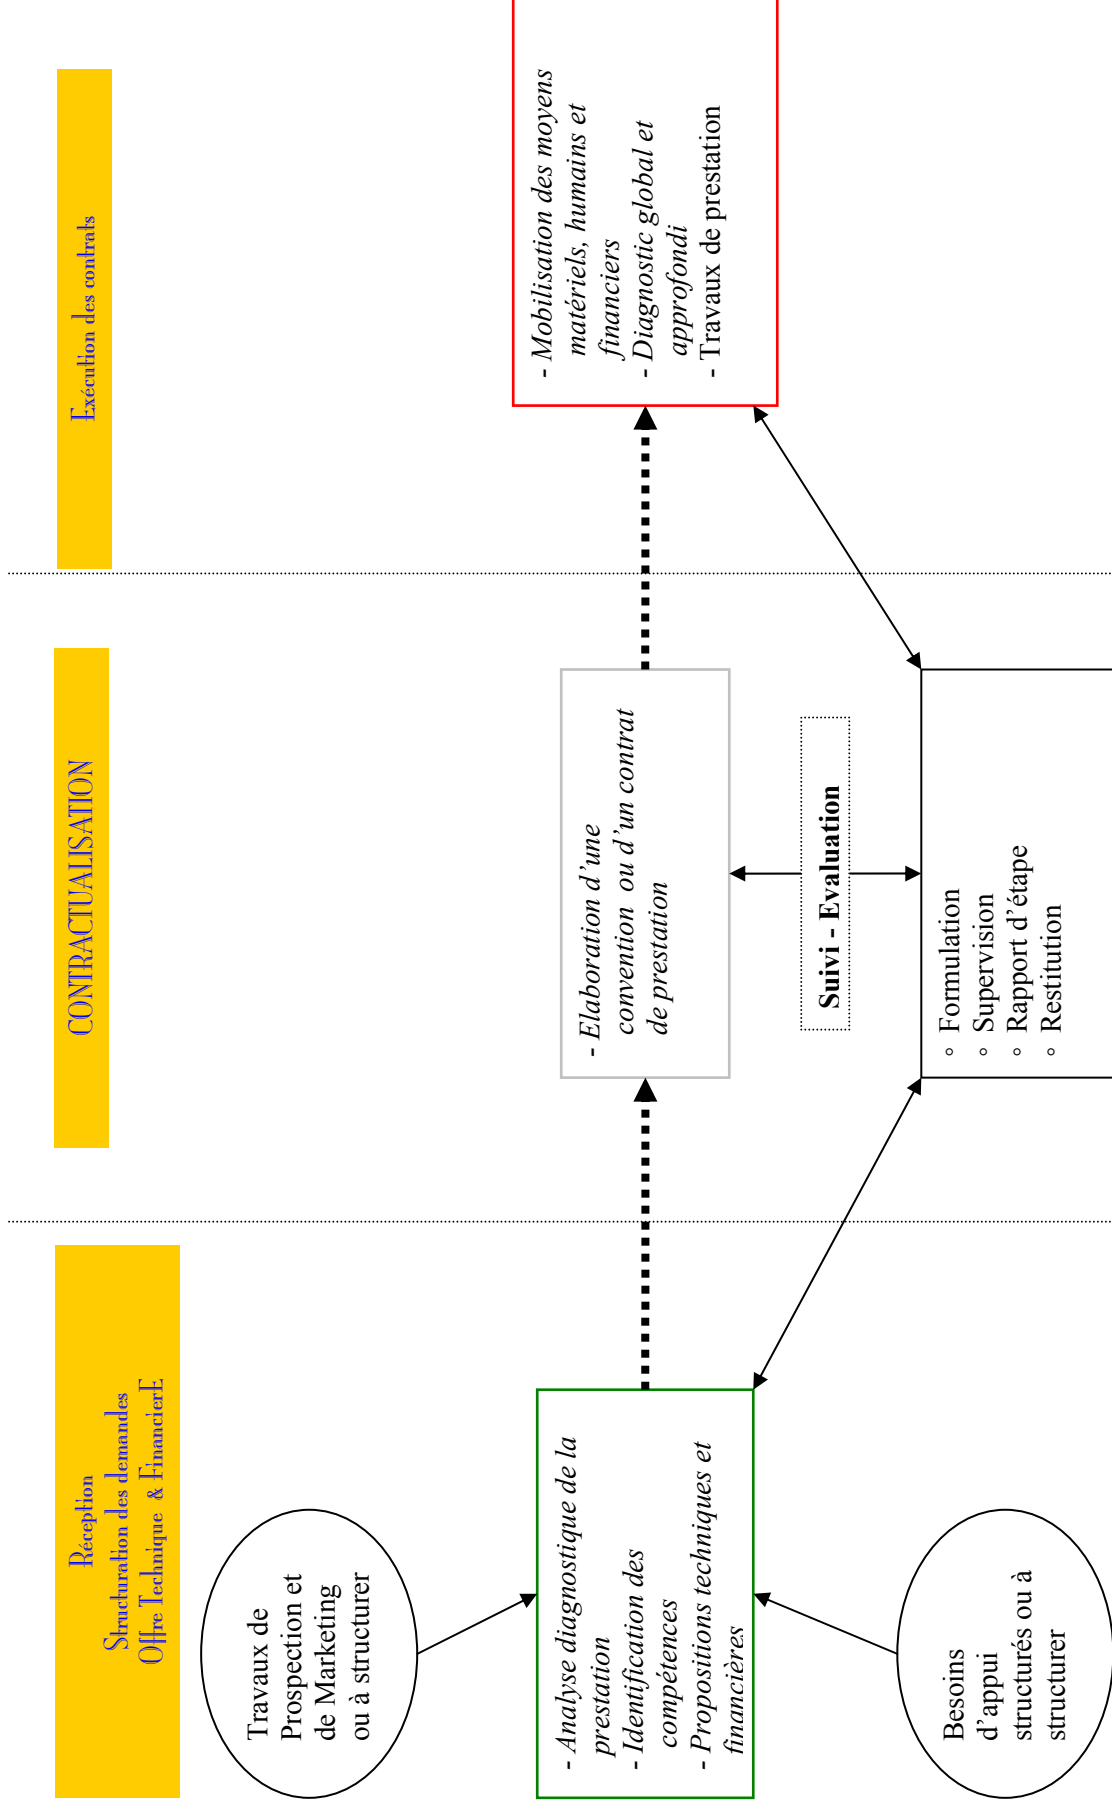 Réception
Structuration des demandes
Offre Technique & FinancierE
CONTRACTUALISATION
Exécution des contrats
Travaux de
Prospection et
de Marketing
ou à structurer
- Analyse diagnostique de la
prestation
- Identification des
compétences
- Propositions techniques et
financières
Besoins
d’appui
structurés ou à
structurer
- Elaboration d’une
convention ou d’un contrat
de prestation
Suivi - Evaluation
◦ Formulation
◦ Supervision
◦ Rapport d’étape
◦ Restitution
- Mobilisation des moyens
matériels, humains et
financiers
- Diagnostic global et
approfondi
- Travaux de prestation